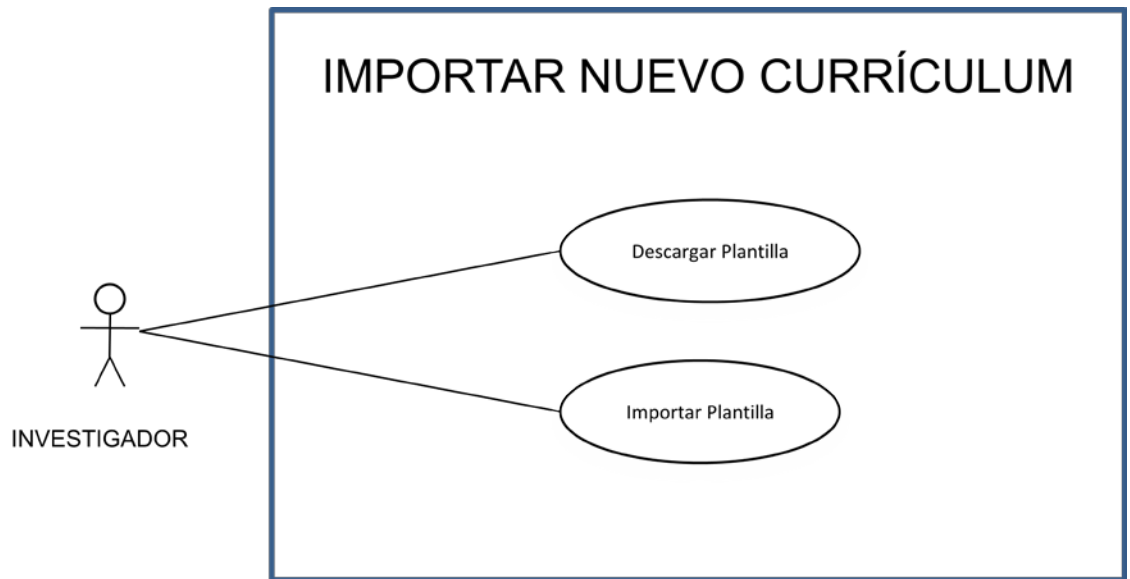 IMPORTAR NUEVO CURRÍCULUM
Descargar Plantilla
Importar Plantilla
INVESTIGADOR